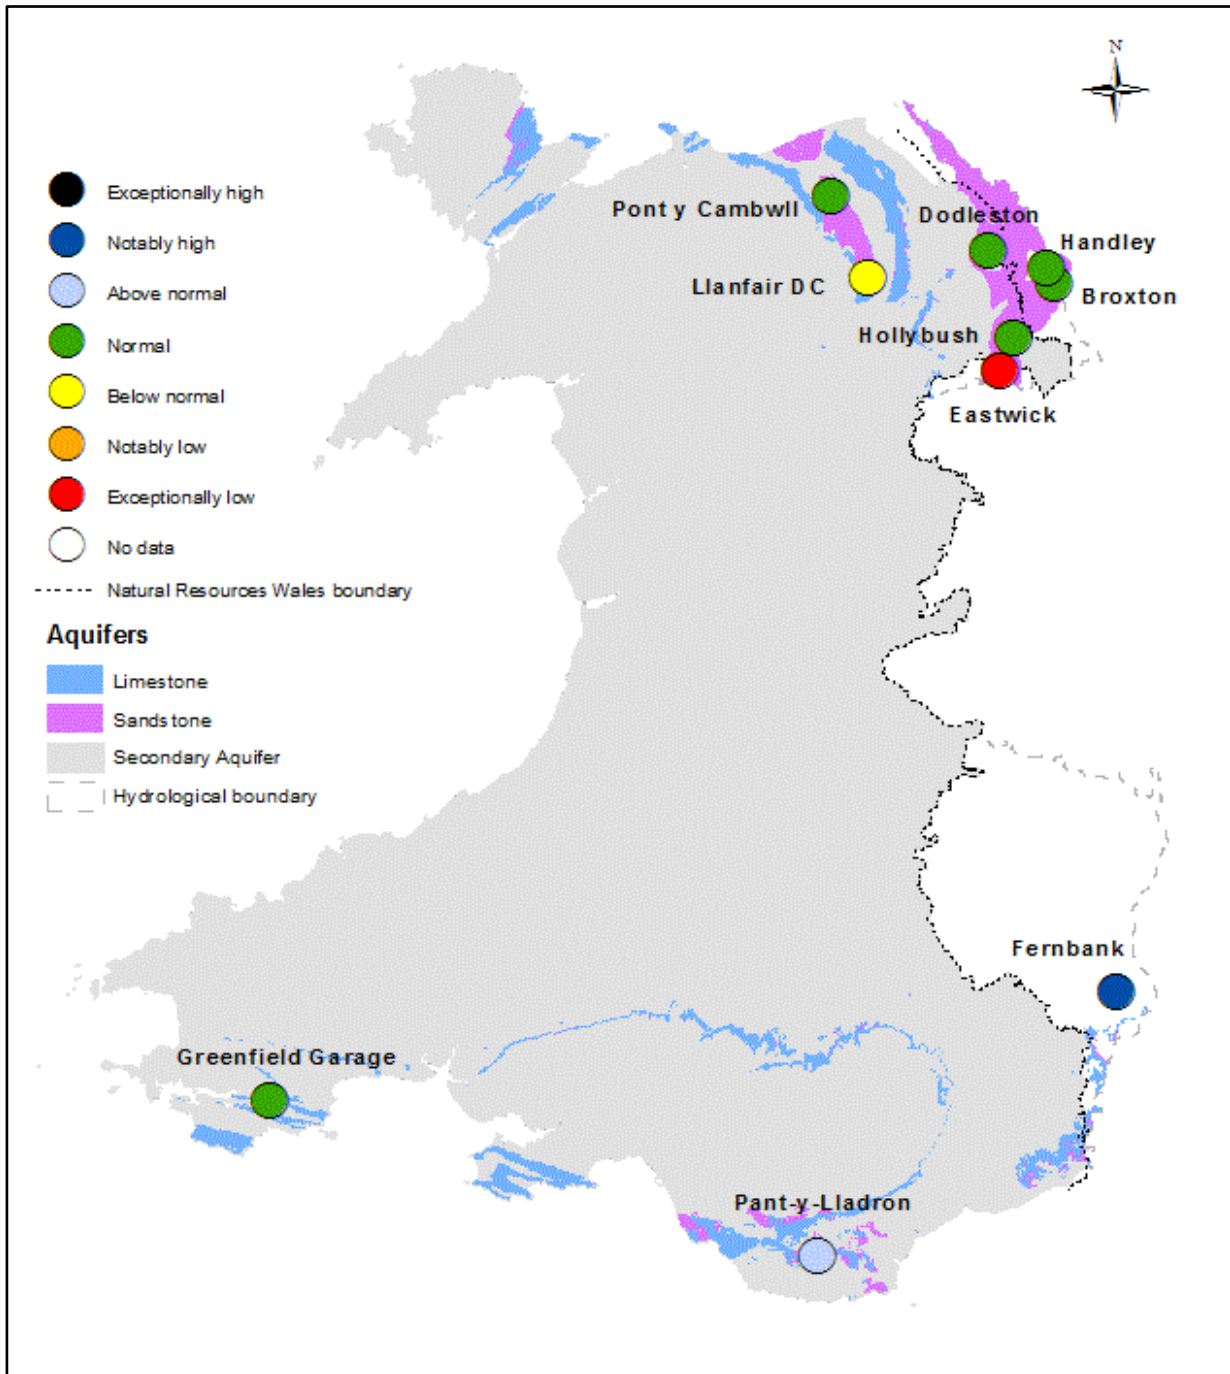 N
Exceptionally high
Notably high
Above normal
Normal
Below normal
Notably low
Exceptionally low
No data
Natural Resources Wales boundary
Aquifers
Limestone
Sandstone
Secondary Aquifer
Hydrological boundary
Pont y Cambwll
Dodleston
Handley
Llanfair DC
Broxton
Hollybush
Eastwick
Fernbank
Greenfield Garage
Pant-y-Lladron